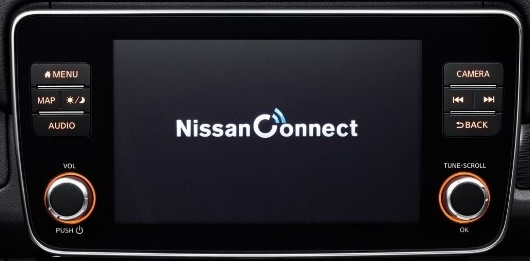 MENU
MAP
AUDIO
VOL
PUSH
NissanConnect
CAMERA
BACK
TUNE-SCROLL
OK